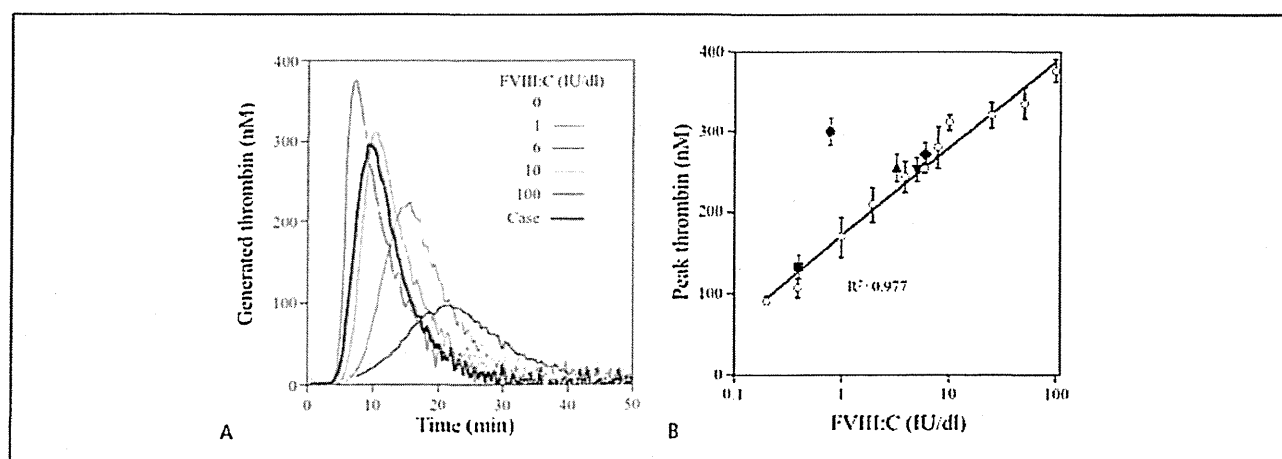 400
300
200
100
0
Generated thrombin (nM)
FVIII:C (IU/dl)
0
1
6
10
100
Case
0 10 20 30 40 50
Time (min)
A
400
300
200
100
0
Peak thrombin (nM)
R² 0.977
0.1 1 10 100
FVIII:C (IU/dl)
B